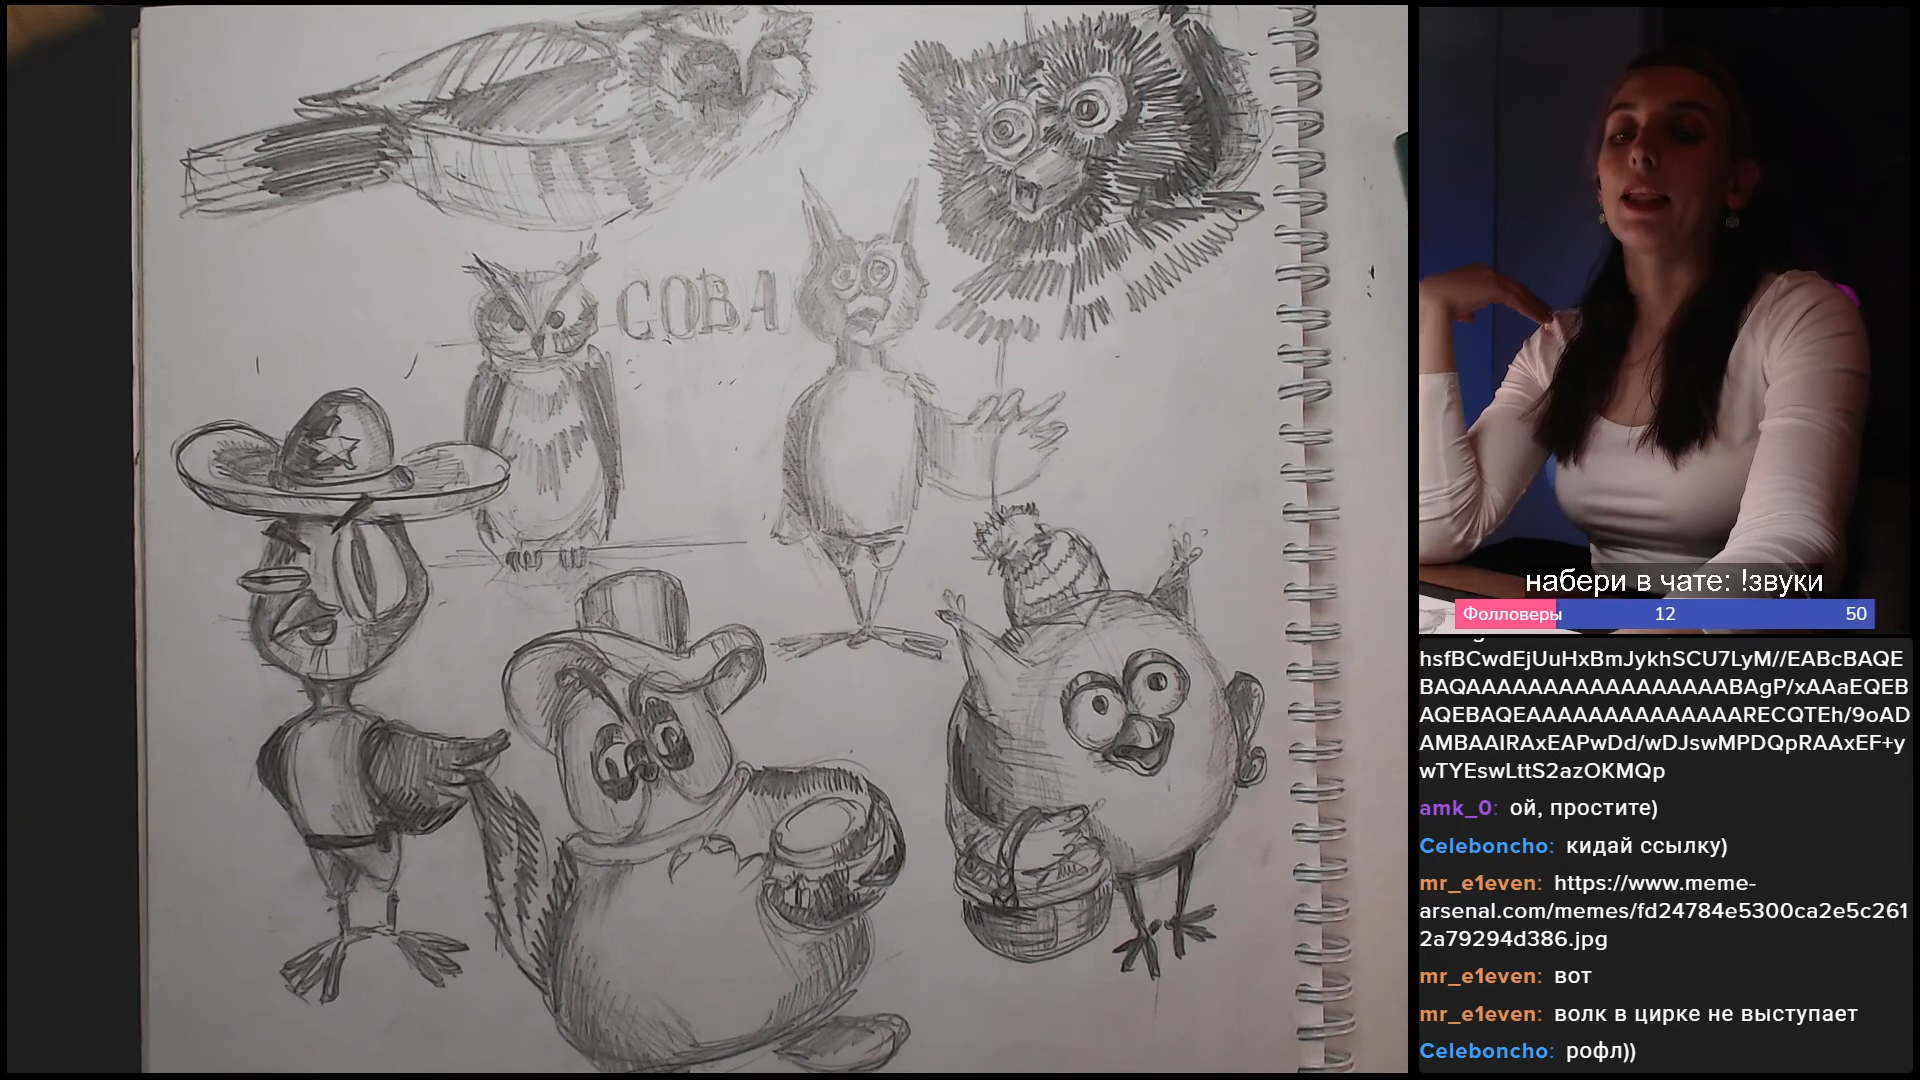 СОВА
набери в чате: !звуки
Фолловеры 12 50
hsfBCwdEjUuHxBmJykhSCU7LyM//EABcBAQE
BAQAAAAAAAAAAAAAAAAABAgP/xAAaEQEB
AQEBAQEAAAAAAAAAAAAAAARECQTEh/9oAD
AMBAAIRAxEAPwDd/wDJswMPDQpRAAxEF+y
wTYEswLttS2azOKMQp
amk_0: ой, простите)
Celeboncho: кидай ссылку)
mr_e1even: https://www.meme-
arsenal.com/memes/fd24784e5300ca2e5c261
2a79294d386.jpg
mr_e1even: вот
mr_e1even: волк в цирке не выступает
Celeboncho: рофл))